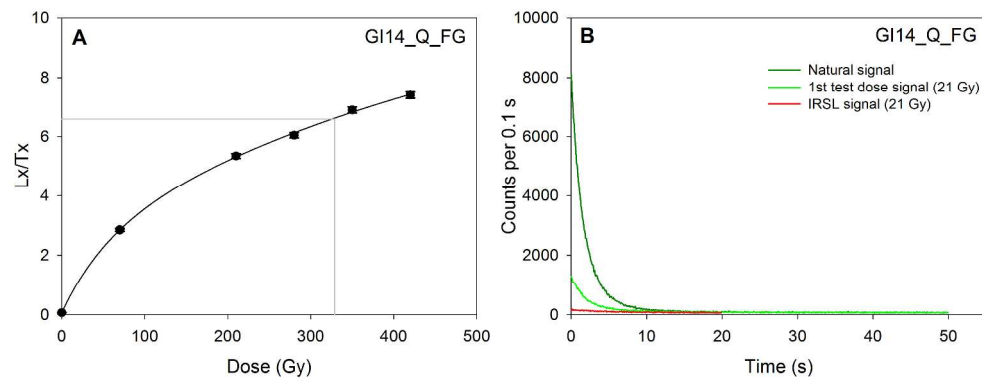 A
GI14_Q_FG
10
8
6
4
2
0
Lx/Tx
0 100 200 300 400 500
Dose (Gy)
B
GI14_Q_FG
Natural signal
1st test dose signal (21 Gy)
IRSL signal (21 Gy)
10000
8000
6000
4000
2000
0
Counts per 0.1 s
0 10 20 30 40 50
Time (s)